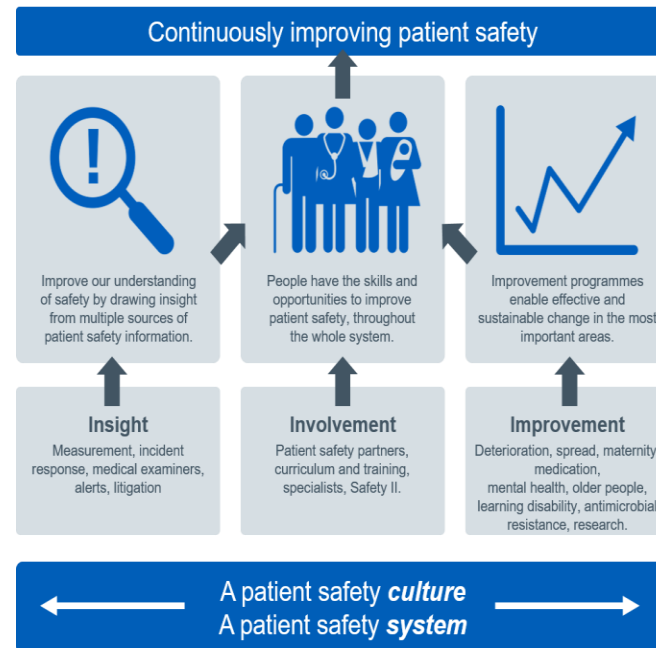 Continuously improving patient safety
!
Improve our understanding
of safety by drawing insight
from multiple sources of
patient safety information.
People have the skills and
opportunities to improve
patient safety, throughout
the whole system.
Improvement programmes
enable effective and
sustainable change in the most
important areas.
Insight
Measurement, incident
response, medical examiners,
alerts, litigation
Involvement
Patient safety partners,
curriculum and training,
specialists, Safety II.
Improvement
Deterioration, spread, maternity,
medication,
mental health, older people,
learning disability, antimicrobial
resistance, research.
A patient safety culture
A patient safety system